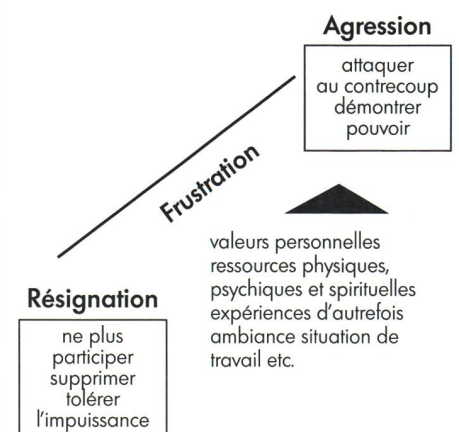 Agression
attaquer
au contrecoup
démontrer
pouvoir
Frustration
valeurs personnelles
ressources physiques,
psychiques et spirituelles
expériences d'autrefois
ambiance situation de
travail etc.
Résignation
ne plus
participer
supprimer
tolérer
l'impuissance